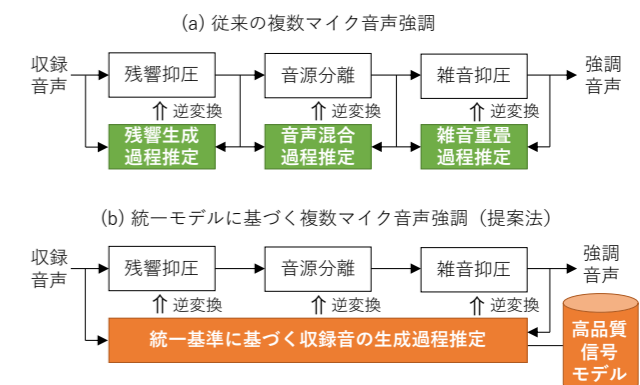 (a) 従来の複数マイク音声強調
収録
音声
残響抑圧
音源分離
雑音抑圧
強調
音声
逆変換
逆変換
逆変換
残響生成
過程推定
音声混合
過程推定
雑音重畳
過程推定
(b) 統一モデルに基づく複数マイク音声強調（提案法）
収録
音声
残響抑圧
音源分離
雑音抑圧
強調
音声
逆変換
逆変換
逆変換
統一基準に基づく収録音の生成過程推定
高品質
信号
モデル